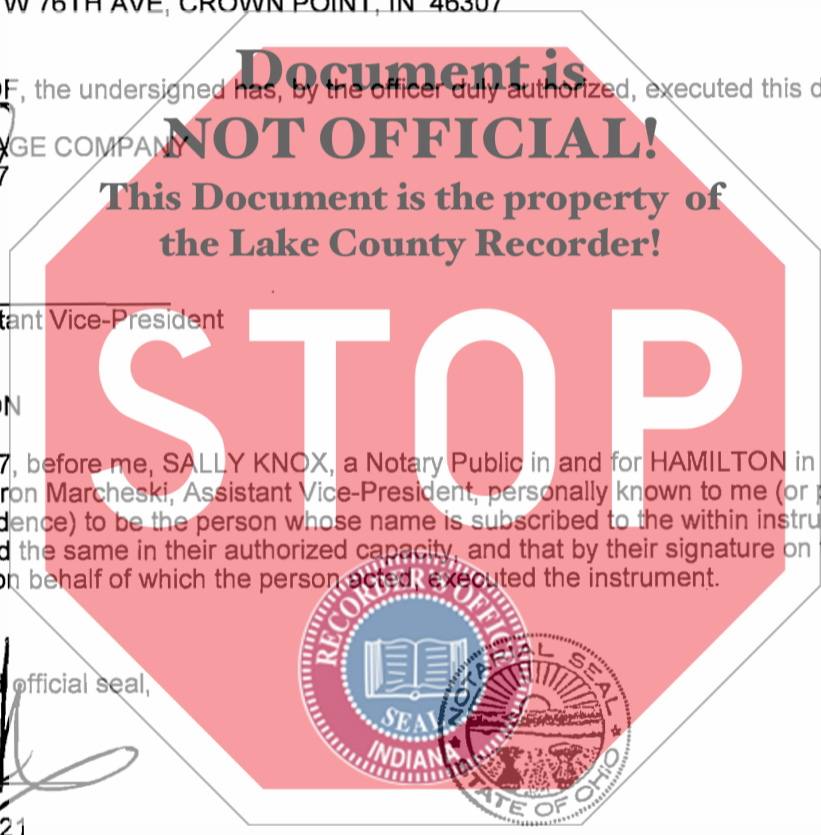 W 76TH AVE, CROWN POINT, IN 46307
Document is
F, the undersigned has, by the officer duly authorized, executed this d
NOT OFFICIAL!
GE COMPANY
7
This Document is the property of
the Lake County Recorder!
tant Vice-President
STOP
ON
7, before me, SALLY KNOX, a Notary Public in and for HAMILTON in
ron Marcheski, Assistant Vice-President, personally known to me (or p
dence) to be the person whose name is subscribed to the within instru
d the same in their authorized capacity, and that by their signature on
on behalf of which the person acted, executed the instrument.
RECORDER'S OFFICE
SEAL
INDIANA
official seal,
NOTARIAL SEAL
STATE OF OHIO
21